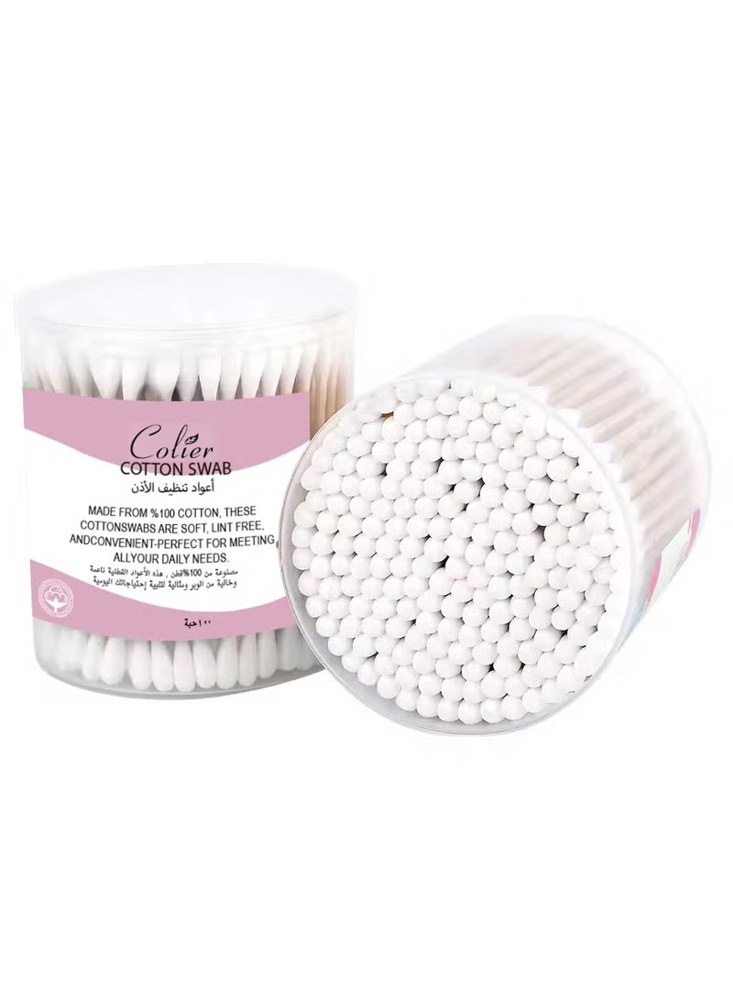 Colier
COTTON SWAB
أعواد تنظيف الأذن
MADE FROM %100 COTTON, THESE
COTTONSWABS ARE SOFT, LINT FREE,
ANDCONVENIENT-PERFECT FOR MEETING
ALLYOUR DAILY NEEDS.
مصنوعة من 100%قطن , هذه الأعواد القطنية ناعمة
وخالية من الوبر ومثالية لتلبية إحتياجاتك اليومية
١٠٠حبة